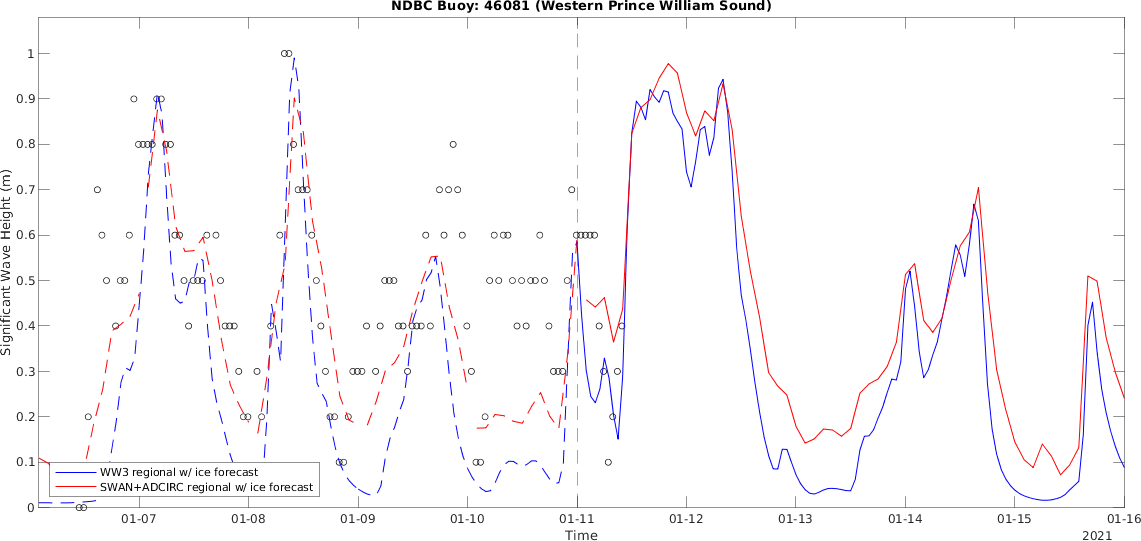 NDBC Buoy: 46081 (Western Prince William Sound)
Significant Wave Height (m)
1
0.9
0.8
0.7
0.6
0.5
0.4
0.3
0.2
0.1
0
WW3 regional w/ ice forecast
SWAN+ADCIRC regional w/ ice forecast
01-07 01-08 01-09 01-10 01-11 01-12 01-13 01-14 01-15 01-16
Time
2021